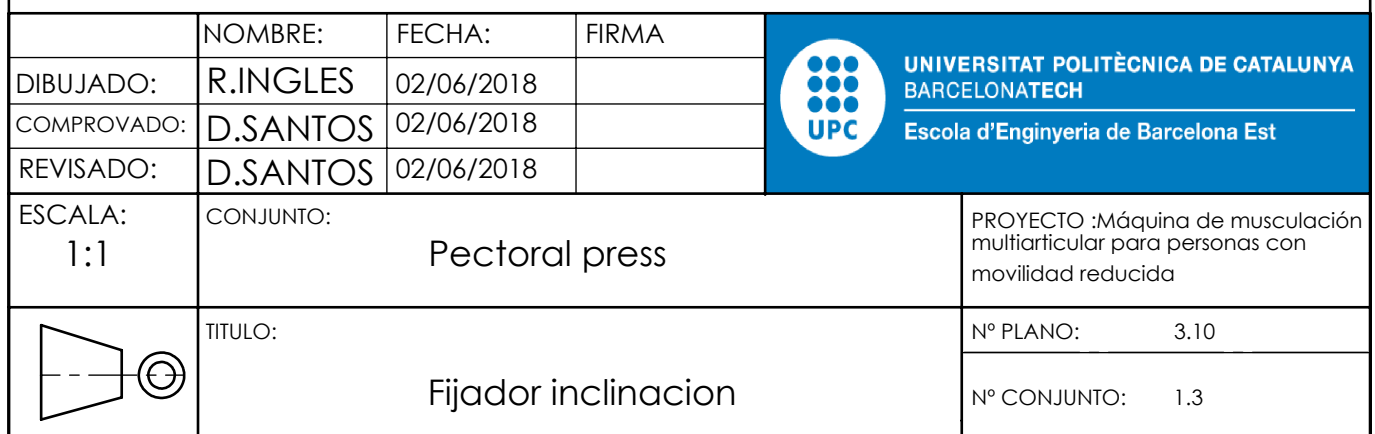 NOMBRE: FECHA: FIRMA
DIBUJADO: R.INGLES 02/06/2018
COMPROVADO: D.SANTOS 02/06/2018
REVISADO: D.SANTOS 02/06/2018
UPC
UNIVERSITAT POLITÈCNICA DE CATALUNYA
BARCELONATECH
Escola d'Enginyeria de Barcelona Est
ESCALA:
1:1
CONJUNTO:
Pectoral press
PROYECTO :Máquina de musculación
multiarticular para personas con
movilidad reducida
TITULO:
Fijador inclinacion
Nº PLANO: 3.10
Nº CONJUNTO: 1.3